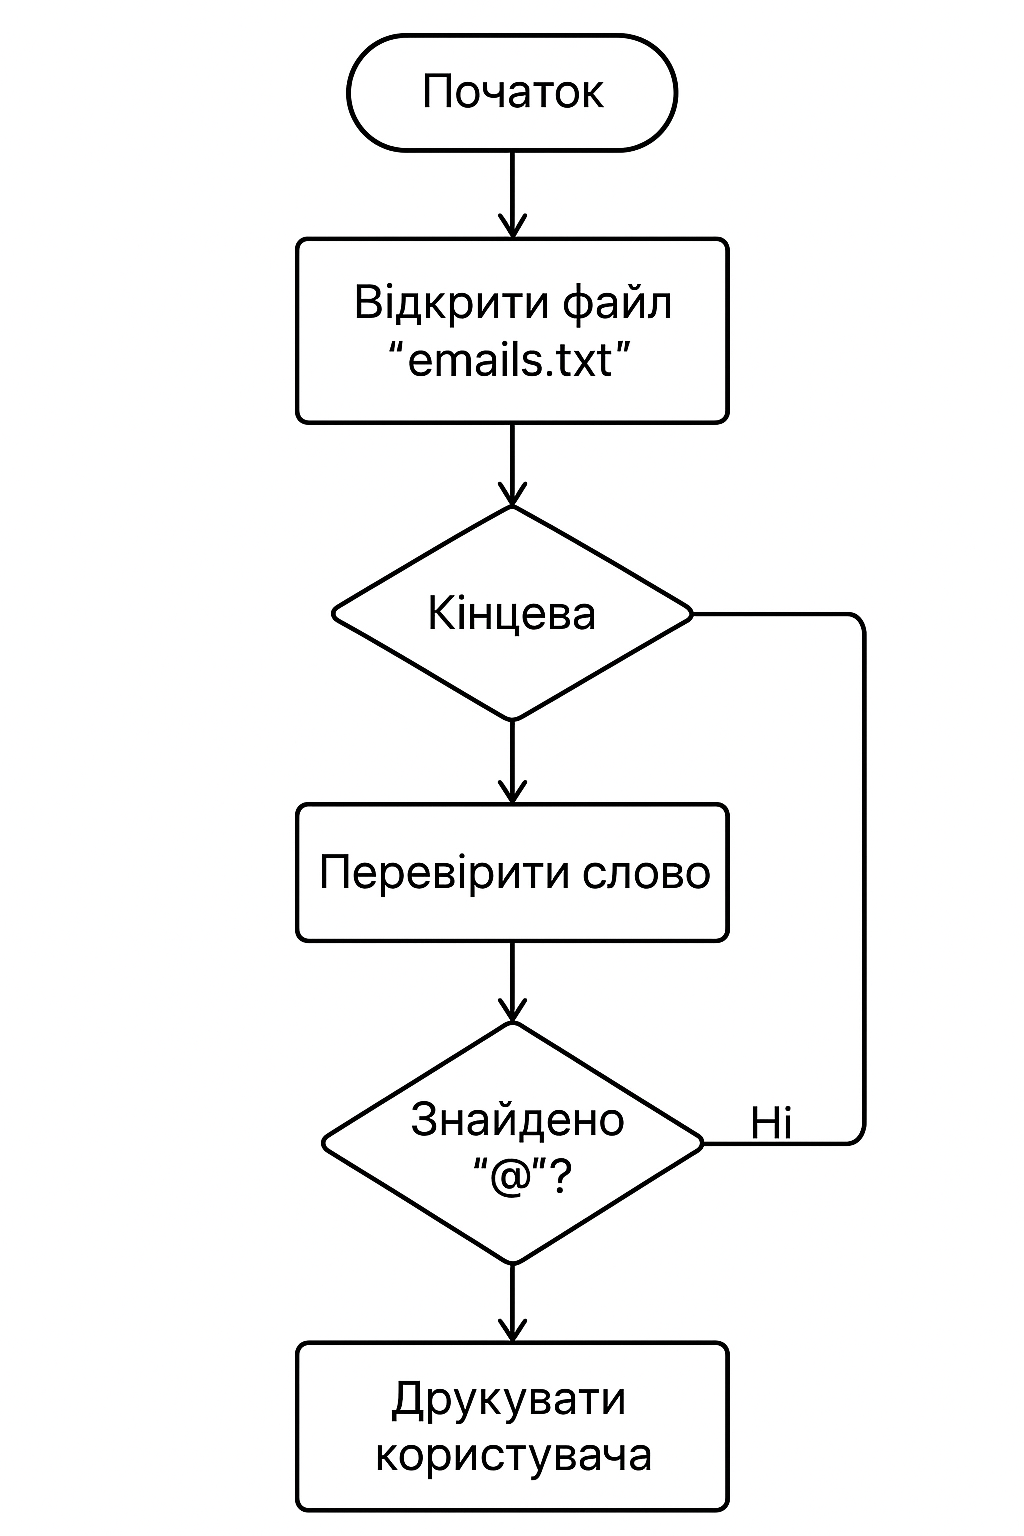 Початок
Відкрити файл
“emails.txt”
Кінцева
Перевірити слово
Знайдено
“@”?
Ні
Друкувати
користувача